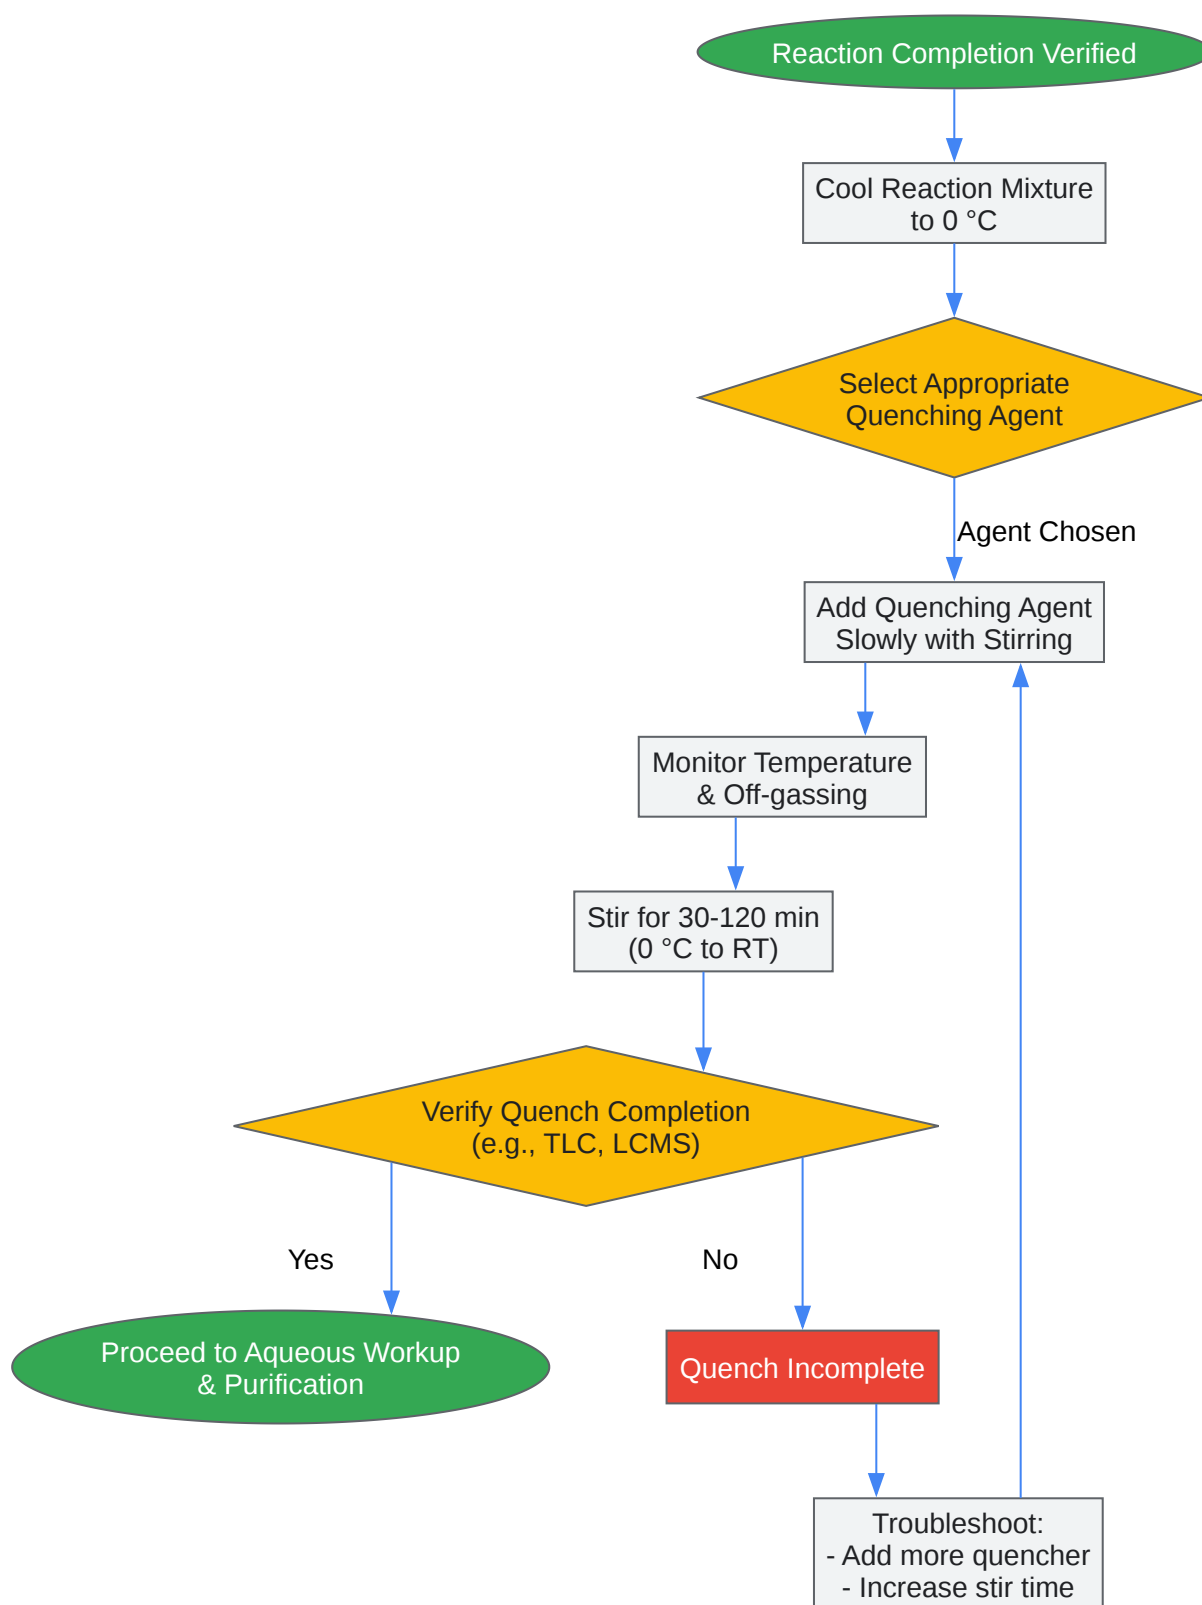 Reaction Completion Verified
Cool Reaction Mixture
to 0 °C
Select Appropriate
Quenching Agent
Agent Chosen
Add Quenching Agent
Slowly with Stirring
Monitor Temperature
& Off-gassing
Stir for 30-120 min
(0 °C to RT)
Verify Quench Completion
(e.g., TLC, LCMS)
Yes
No
Proceed to Aqueous Workup
& Purification
Quench Incomplete
Troubleshoot:
- Add more quencher
- Increase stir time